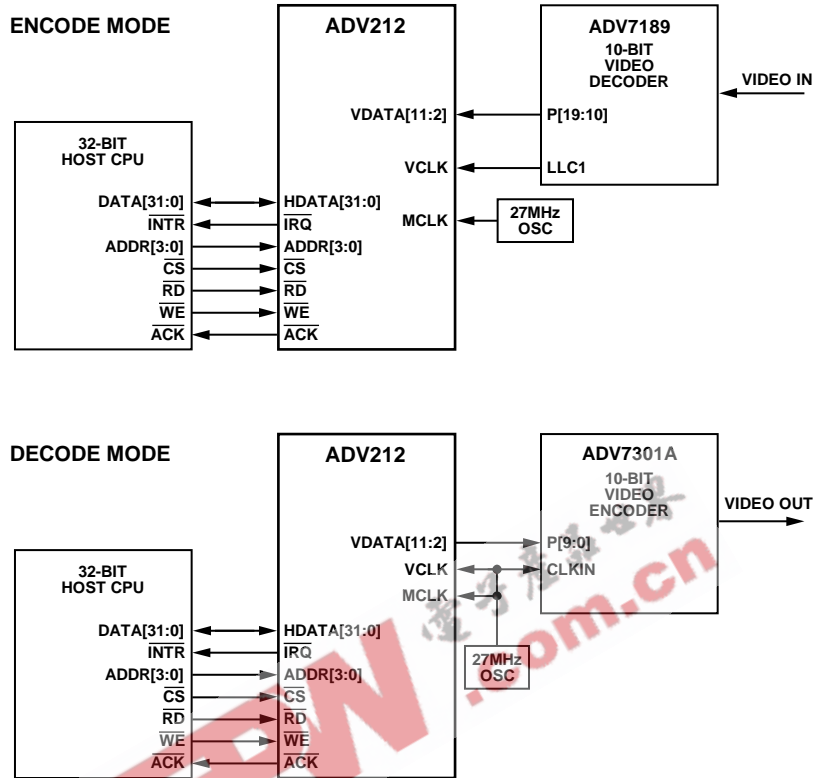 ENCODE MODE
ADV212
ADV7189
10-BIT
VIDEO
DECODER
VIDEO IN
VDATA[11:2]
P[19:10]
32-BIT
HOST CPU
VCLK
LLC1
DATA[31:0]
HDATA[31:0]
INTR
IRQ
MCLK
27MHz
OSC
ADDR[3:0]
ADDR[3:0]
CS
CS
RD
RD
WE
WE
ACK
ACK
DECODE MODE
ADV212
ADV7301A
10-BIT
VIDEO
ENCODER
VIDEO OUT
VDATA[11:2]
P[9:0]
32-BIT
HOST CPU
VCLK
CLKIN
MCLK
DATA[31:0]
HDATA[31:0]
INTR
IRQ
27MHz
OSC
ADDR[3:0]
ADDR[3:0]
CS
CS
RD
RD
WE
WE
ACK
ACK
.com.cn